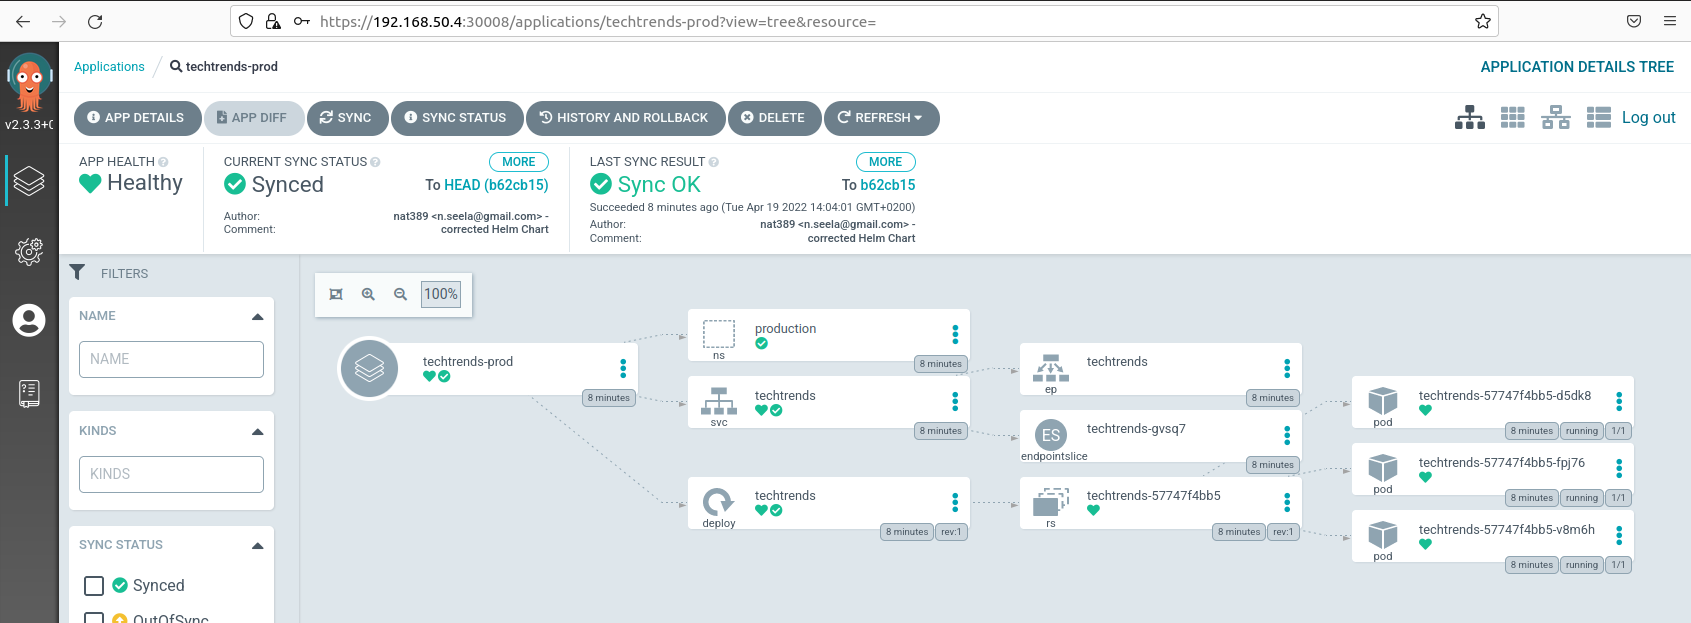 https://192.168.50.4:30008/applications/techtrends-prod?view=tree&resource=
v2.3.3+0
Applications / techtrends-prod
APPLICATION DETAILS TREE
APP DETAILS APP DIFF SYNC SYNC STATUS HISTORY AND ROLLBACK DELETE REFRESH
Log out
APP HEALTH
Healthy
CURRENT SYNC STATUS MORE
Synced To HEAD (b62cb15)
Author: nat389 <n.seela@gmail.com> -
Comment: corrected Helm Chart
LAST SYNC RESULT MORE
Sync OK To b62cb15
Succeeded 8 minutes ago (Tue Apr 19 2022 14:04:01 GMT+0200)
Author: nat389 <n.seela@gmail.com> -
Comment: corrected Helm Chart
FILTERS
NAME
NAME
KINDS
KINDS
SYNC STATUS
Synced
OutOfSync
100%
techtrends-prod
8 minutes
production
ns
8 minutes
techtrends
svc
8 minutes
techtrends
deploy
8 minutes rev:1
techtrends
ep
8 minutes
ES
techtrends-gvsq7
endpointslice
8 minutes
techtrends-57747f4bb5
rs
8 minutes rev:1
techtrends-57747f4bb5-d5dk8
pod
8 minutes running 1/1
techtrends-57747f4bb5-fpj76
pod
8 minutes running 1/1
techtrends-57747f4bb5-v8m6h
pod
8 minutes running 1/1